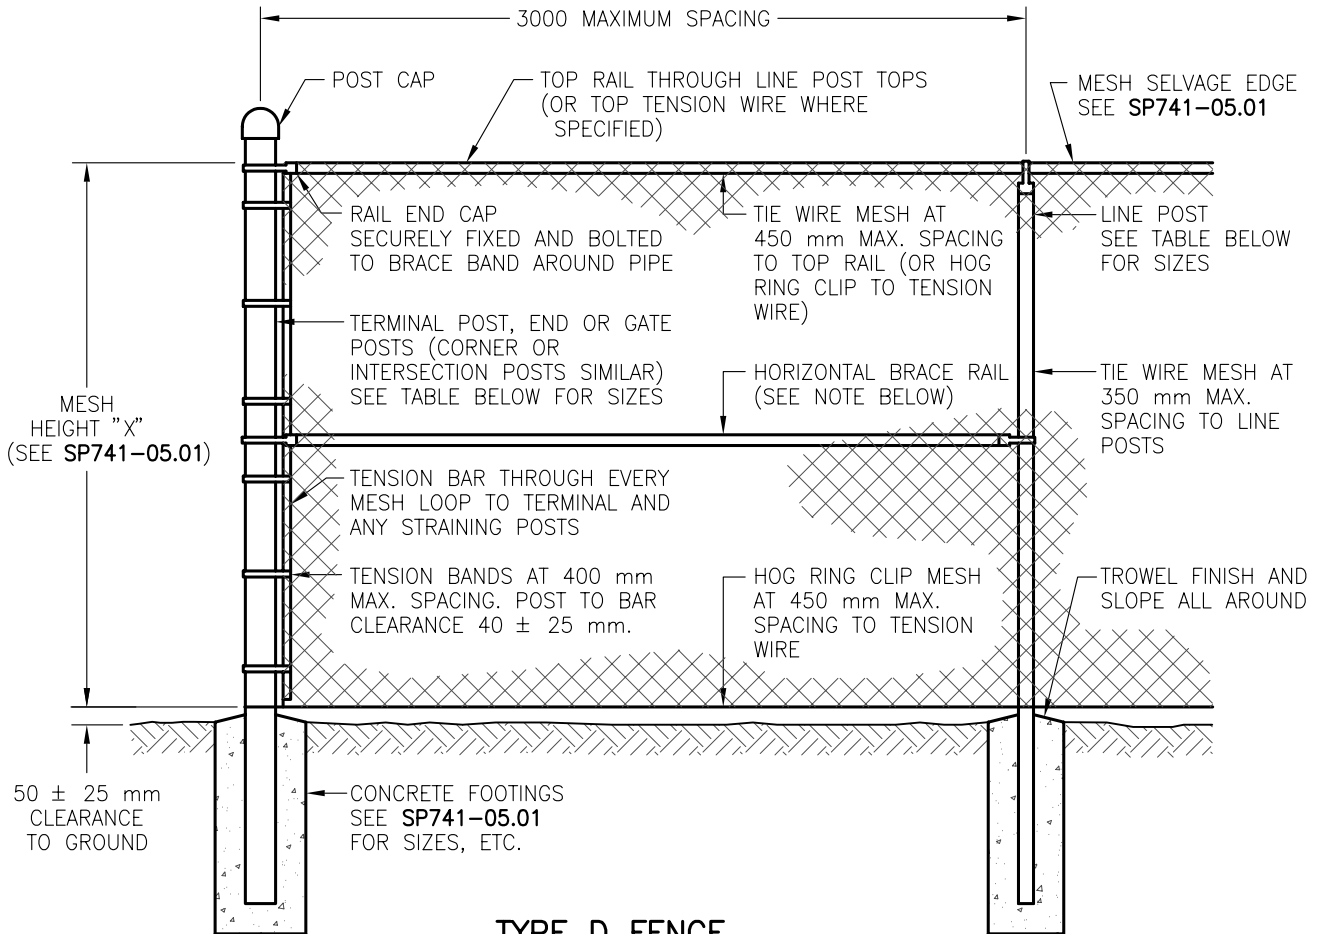 3000 MAXIMUM SPACING
POST CAP
TOP RAIL THROUGH LINE POST TOPS
(OR TOP TENSION WIRE WHERE
SPECIFIED)
MESH SELVAGE EDGE
SEE SP741-05.01
RAIL END CAP
SECURELY FIXED AND BOLTED
TO BRACE BAND AROUND PIPE
TIE WIRE MESH AT
450 mm MAX. SPACING
TO TOP RAIL (OR HOG
RING CLIP TO TENSION
WIRE)
LINE POST
SEE TABLE BELOW
FOR SIZES
TERMINAL POST, END OR GATE
POSTS (CORNER OR
INTERSECTION POSTS SIMILAR)
SEE TABLE BELOW FOR SIZES
HORIZONTAL BRACE RAIL
(SEE NOTE BELOW)
TIE WIRE MESH AT
350 mm MAX.
SPACING TO LINE
POSTS
MESH
HEIGHT "X"
(SEE SP741-05.01)
TENSION BAR THROUGH EVERY
MESH LOOP TO TERMINAL AND
ANY STRAINING POSTS
TENSION BANDS AT 400 mm
MAX. SPACING. POST TO BAR
CLEARANCE 40 ± 25 mm.
HOG RING CLIP MESH
AT 450 mm MAX.
SPACING TO TENSION
WIRE
TROWEL FINISH AND
SLOPE ALL AROUND
50 ± 25 mm
CLEARANCE
TO GROUND
CONCRETE FOOTINGS
SEE SP741-05.01
FOR SIZES, ETC.
TYPE D FENCE